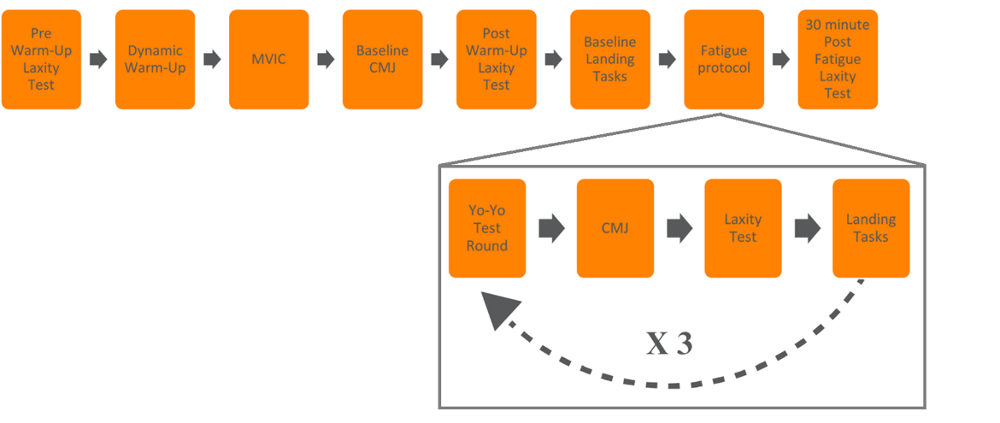 Pre
Warm-Up
Laxity
Test
Dynamic
Warm-Up
MVIC
Baseline
CMJ
Post
Warm-Up
Laxity
Test
Baseline
Landing
Tasks
Fatigue
protocol
30 minute
Post
Fatigue
Laxity
Test
Yo-Yo
Test
Round
CMJ
Laxity
Test
Landing
Tasks
X 3